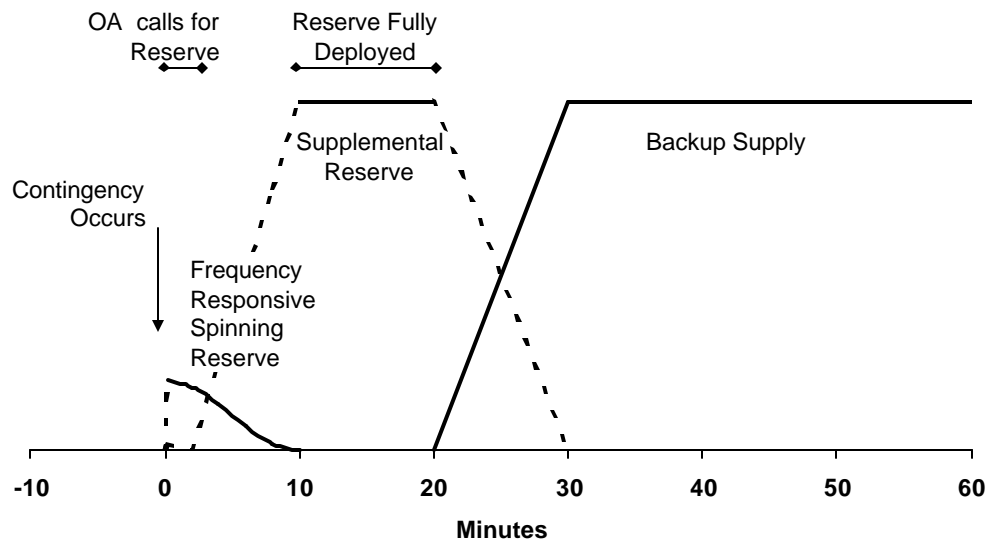 OA calls for
Reserve
Reserve Fully
Deployed
Supplemental
Reserve
Backup Supply
Contingency
Occurs
Frequency
Responsive
Spinning
Reserve
-10 0 10 20 30 40 50 60
Minutes